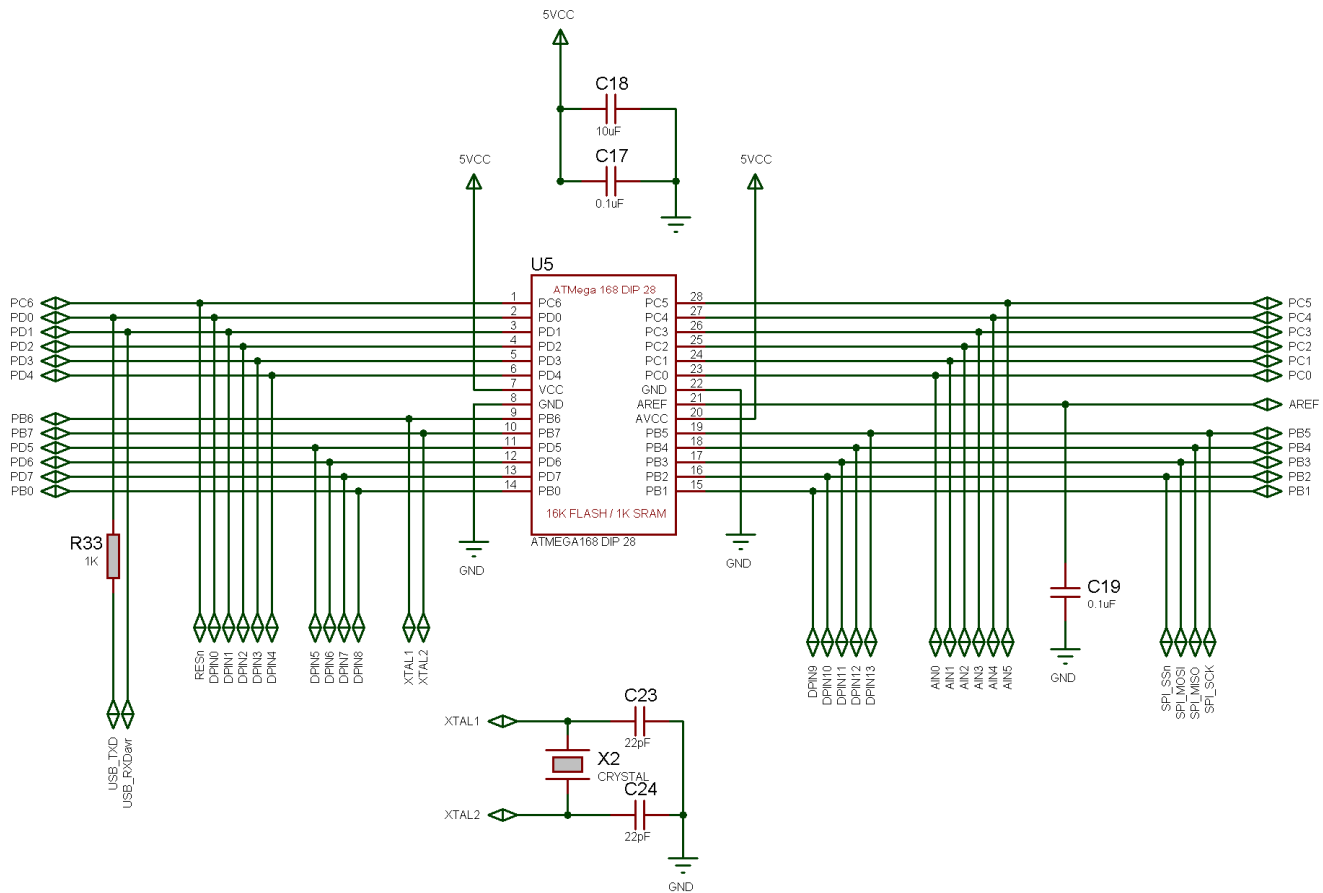 5VCC
C18
10uF
C17
0.1uF
5VCC
5VCC
U5
ATMega 168 DIP 28
PC6 1 PC6 PC5 28 PC5
PD0 2 PD0 PC4 27 PC4
PD1 3 PD1 PC3 26 PC3
PD2 4 PD2 PC2 25 PC2
PD3 5 PD3 PC1 24 PC1
PD4 6 PD4 PC0 23 PC0
7 VCC GND 22
8 GND AREF 21 AREF
PB6 9 PB6 AVCC 20
PB7 10 PB7 PB5 19 PB5
PD5 11 PD5 PB4 18 PB4
PD6 12 PD6 PB3 17 PB3
PD7 13 PD7 PB2 16 PB2
PB0 14 PB0 PB1 15 PB1
16K FLASH / 1K SRAM
ATMEGA168 DIP 28
R33
1K
GND
GND
C19
0.1uF
GND
RESn
DPIN0
DPIN1
DPIN2
DPIN3
DPIN4
DPIN5
DPIN6
DPIN7
DPIN8
XTAL1
XTAL2
DPIN9
DPIN10
DPIN11
DPIN12
DPIN13
AIN0
AIN1
AIN2
AIN3
AIN4
AIN5
SPI_SSn
SPI_MOSI
SPI_MISO
SPI_SCK
USB_TXD
USB_RXDavr
XTAL1
C23
22pF
X2
CRYSTAL
C24
22pF
XTAL2
GND